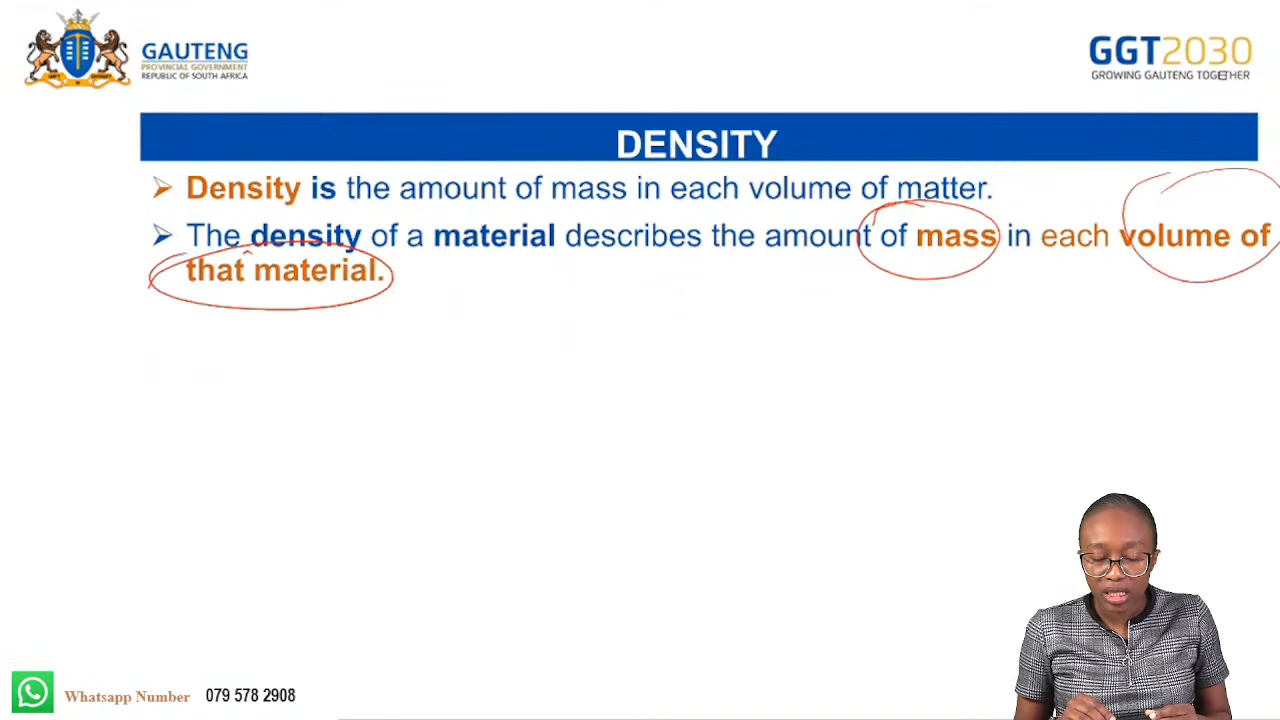 GAUTENG
PROVINCIAL GOVERNMENT
REPUBLIC OF SOUTH AFRICA
GGT2030
GROWING GAUTENG TOGETHER
DENSITY
Density is the amount of mass in each volume of matter.
The density of a material describes the amount of mass in each volume of
that material.
Whatsapp Number 079 578 2908